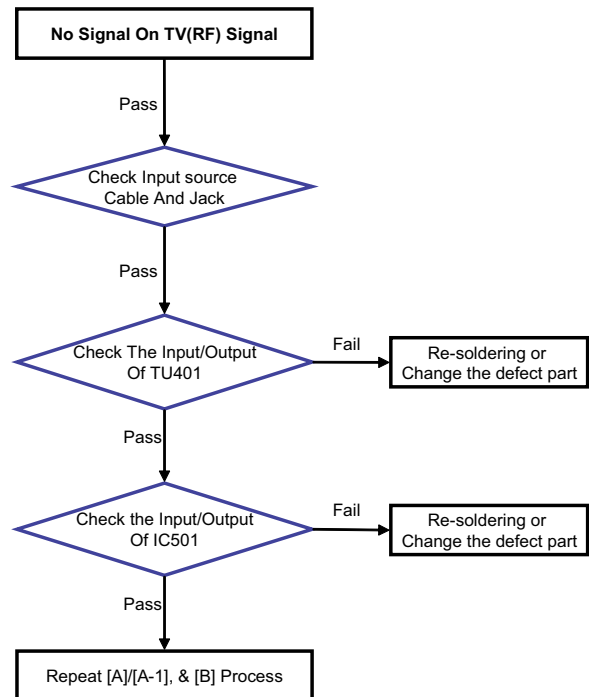 No Signal On TV(RF) Signal
Pass
Check Input source
Cable And Jack
Pass
Check The Input/Output
Of TU401
Fail
Re-soldering or
Change the defect part
Pass
Check the Input/Output
Of IC501
Fail
Re-soldering or
Change the defect part
Pass
Repeat [A]/[A-1], & [B] Process